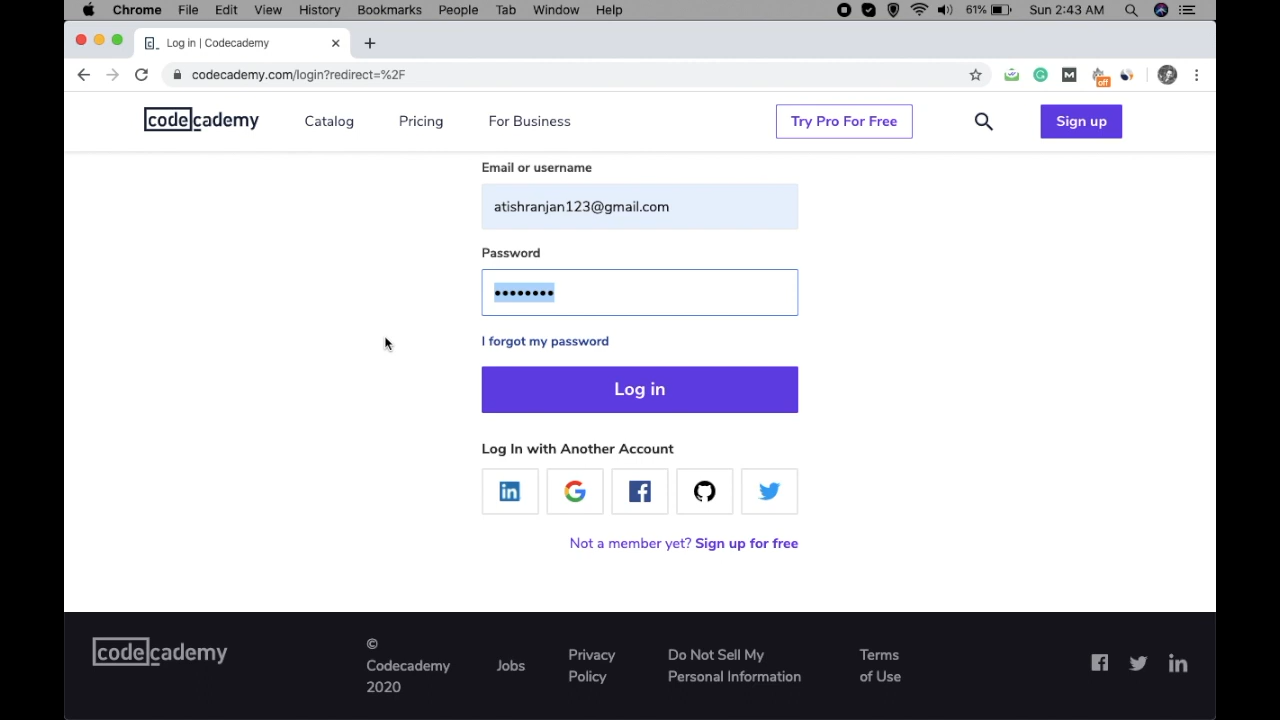 Chrome File Edit View History Bookmarks People Tab Window Help 61% Sun 2:43 AM
Log in | Codecademy
codecademy.com/login?redirect=%2F
off
codecademy Catalog Pricing For Business Try Pro For Free Sign up
Email or username
atishranjan123@gmail.com
Password
••••••••
I forgot my password
Log in
Log In with Another Account
Not a member yet? Sign up for free
codecademy
©
Codecademy
2020
Jobs
Privacy
Policy
Do Not Sell My
Personal Information
Terms
of Use